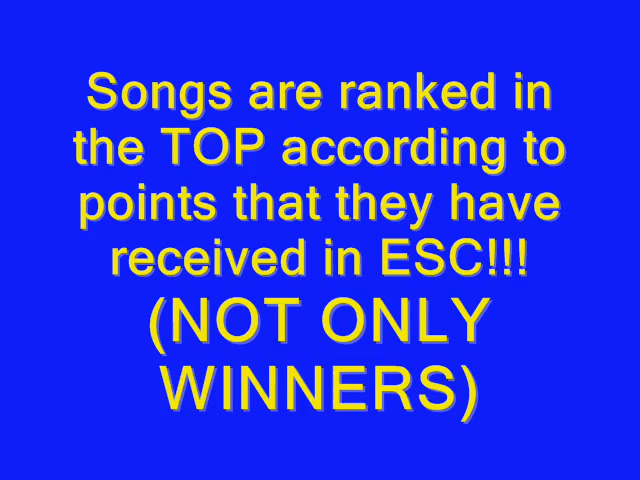 Songs are ranked in
the TOP according to
points that they have
received in ESC!!!
(NOT ONLY
WINNERS)